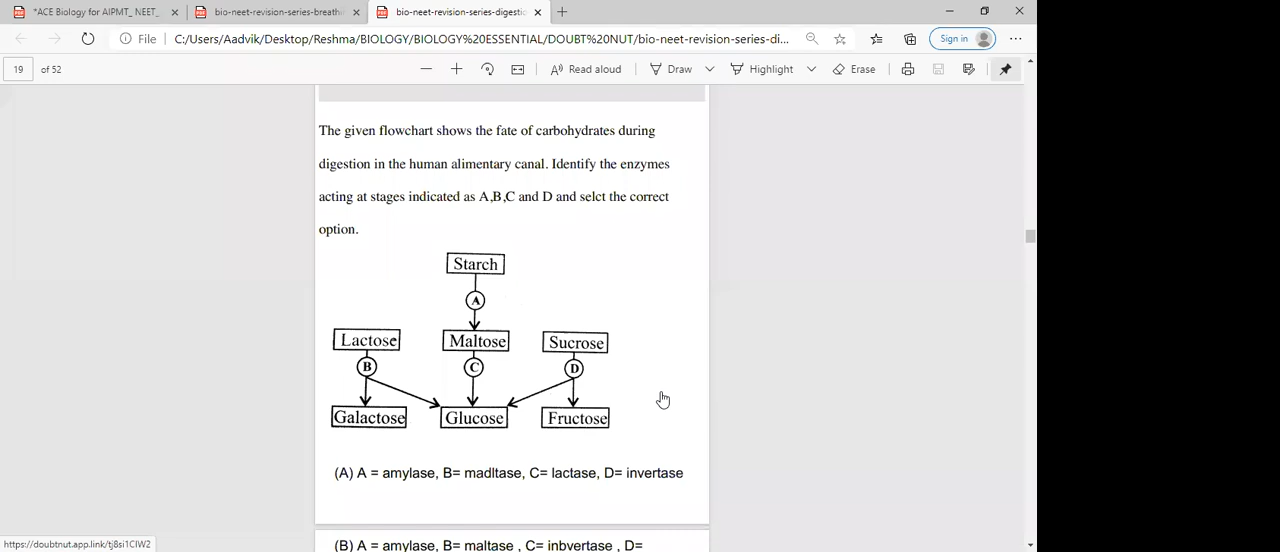 *ACE Biology for AIPMT_ NEET_
bio-neet-revision-series-breathi
bio-neet-revision-series-digestic
File
C:/Users/Aadvik/Desktop/Reshma/BIOLOGY/BIOLOGY%20ESSENTIAL/DOUBT%20NUT/bio-neet-revision-series-di...
Sign in
19 of 52
Read aloud
Draw
Highlight
Erase
The given flowchart shows the fate of carbohydrates during
digestion in the human alimentary canal. Identify the enzymes
acting at stages indicated as A,B,C and D and selct the correct
option.
Starch
A
Lactose Maltose Sucrose
B C D
Galactose Glucose Fructose
(A) A = amylase, B= madltase, C= lactase, D= invertase
(B) A = amylase, B= maltase , C= inbvertase , D=
https://doubtnut.app.link/tj8si1CIW2